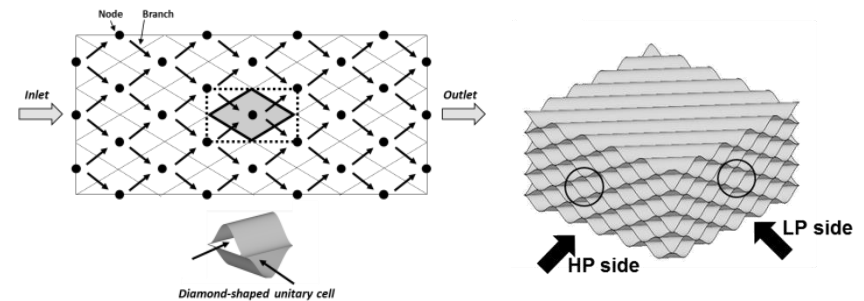 Node
Branch
Inlet
Outlet
Diamond-shaped unitary cell
HP side
LP side